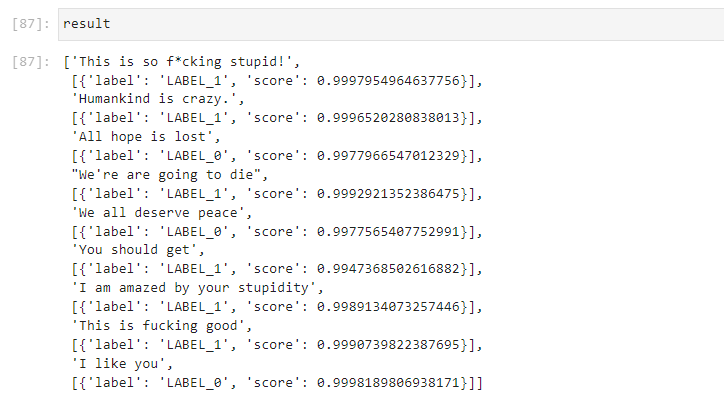 [87]: result
[87]: ['This is so f*cking stupid!',
[{'label': 'LABEL_1', 'score': 0.9997954964637756}],
'Humankind is crazy.',
[{'label': 'LABEL_1', 'score': 0.9996520280838013}],
'All hope is lost',
[{'label': 'LABEL_0', 'score': 0.9977966547012329}],
"We're are going to die",
[{'label': 'LABEL_1', 'score': 0.9992921352386475}],
'We all deserve peace',
[{'label': 'LABEL_0', 'score': 0.9977565407752991}],
'You should get',
[{'label': 'LABEL_1', 'score': 0.9947368502616882}],
'I am amazed by your stupidity',
[{'label': 'LABEL_1', 'score': 0.9989134073257446}],
'This is fucking good',
[{'label': 'LABEL_1', 'score': 0.9990739822387695}],
'I like you',
[{'label': 'LABEL_0', 'score': 0.9998189806938171}]]